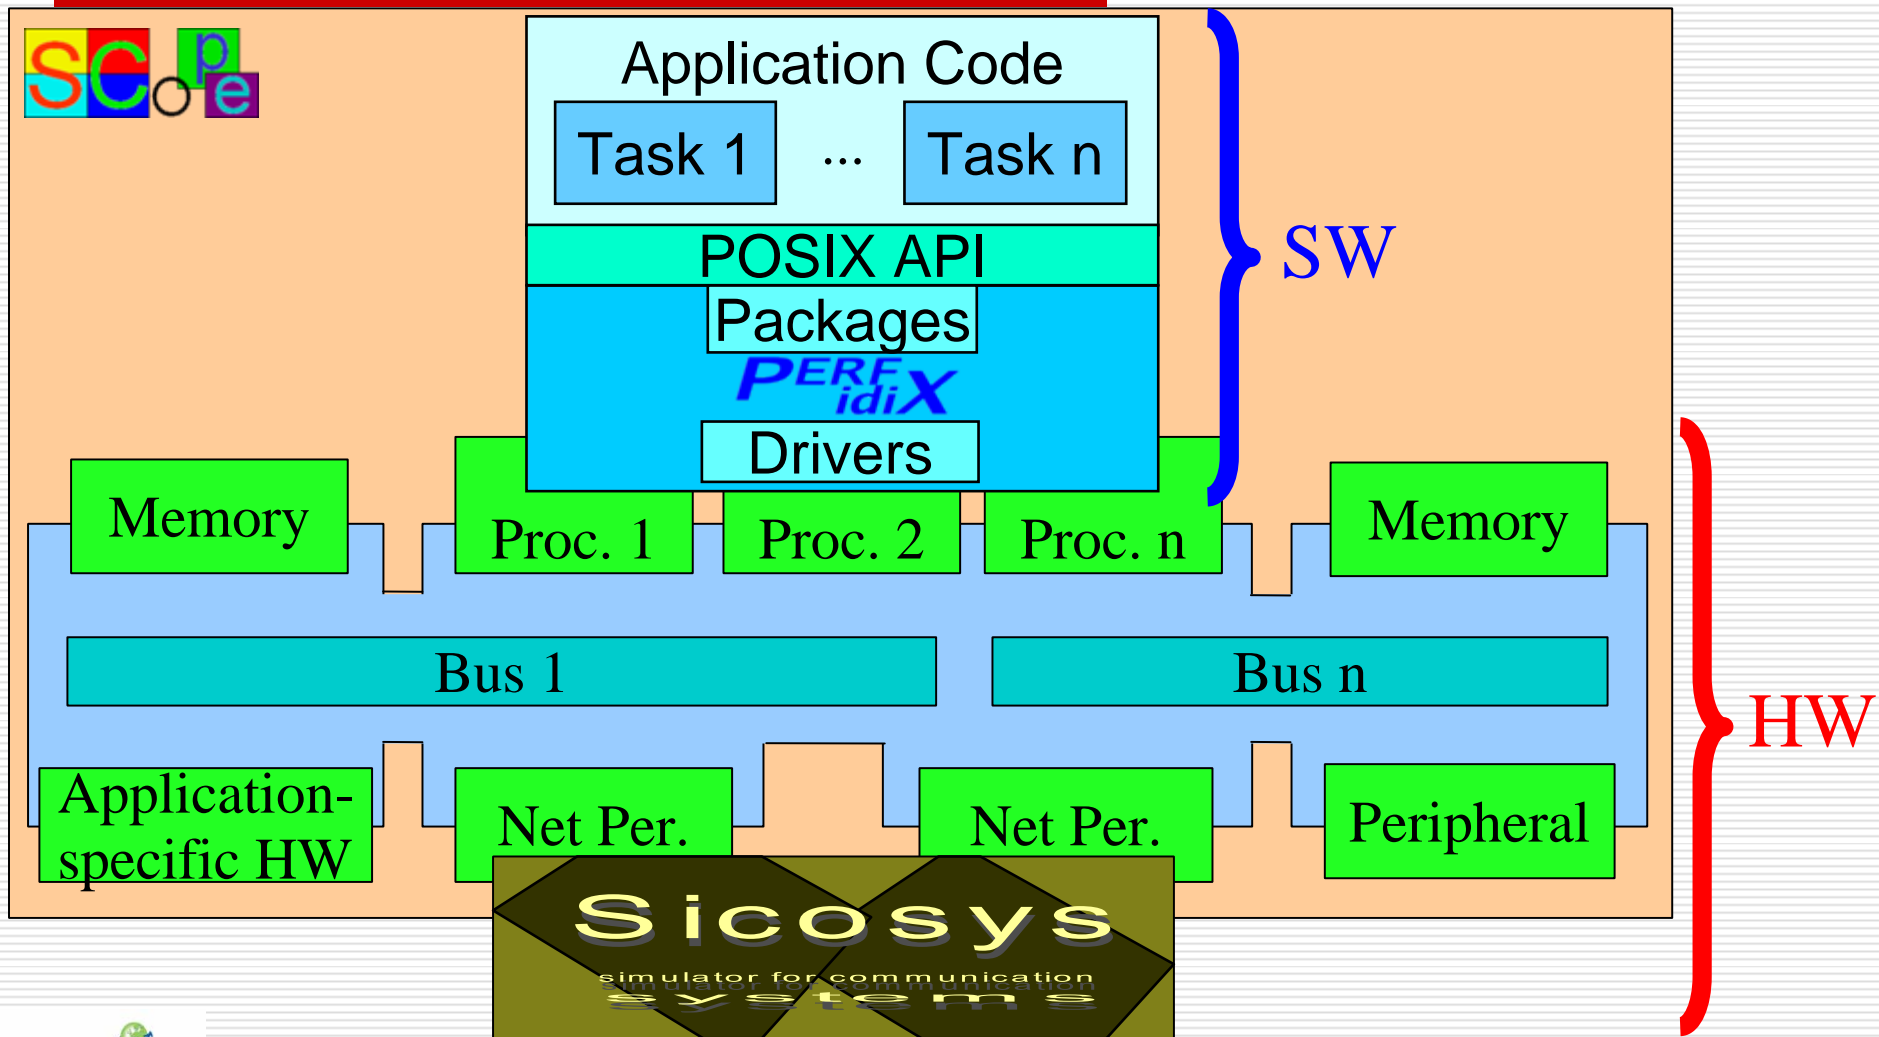 SCoPE
Application Code
Task 1 ... Task n
POSIX API
SW
Packages
PERFidiX
Drivers
Memory
Proc. 1
Proc. 2
Proc. n
Memory
Bus 1
Bus n
HW
Application-
specific HW
Net Per.
Net Per.
Peripheral
Sicosys
simulator for communication
systems